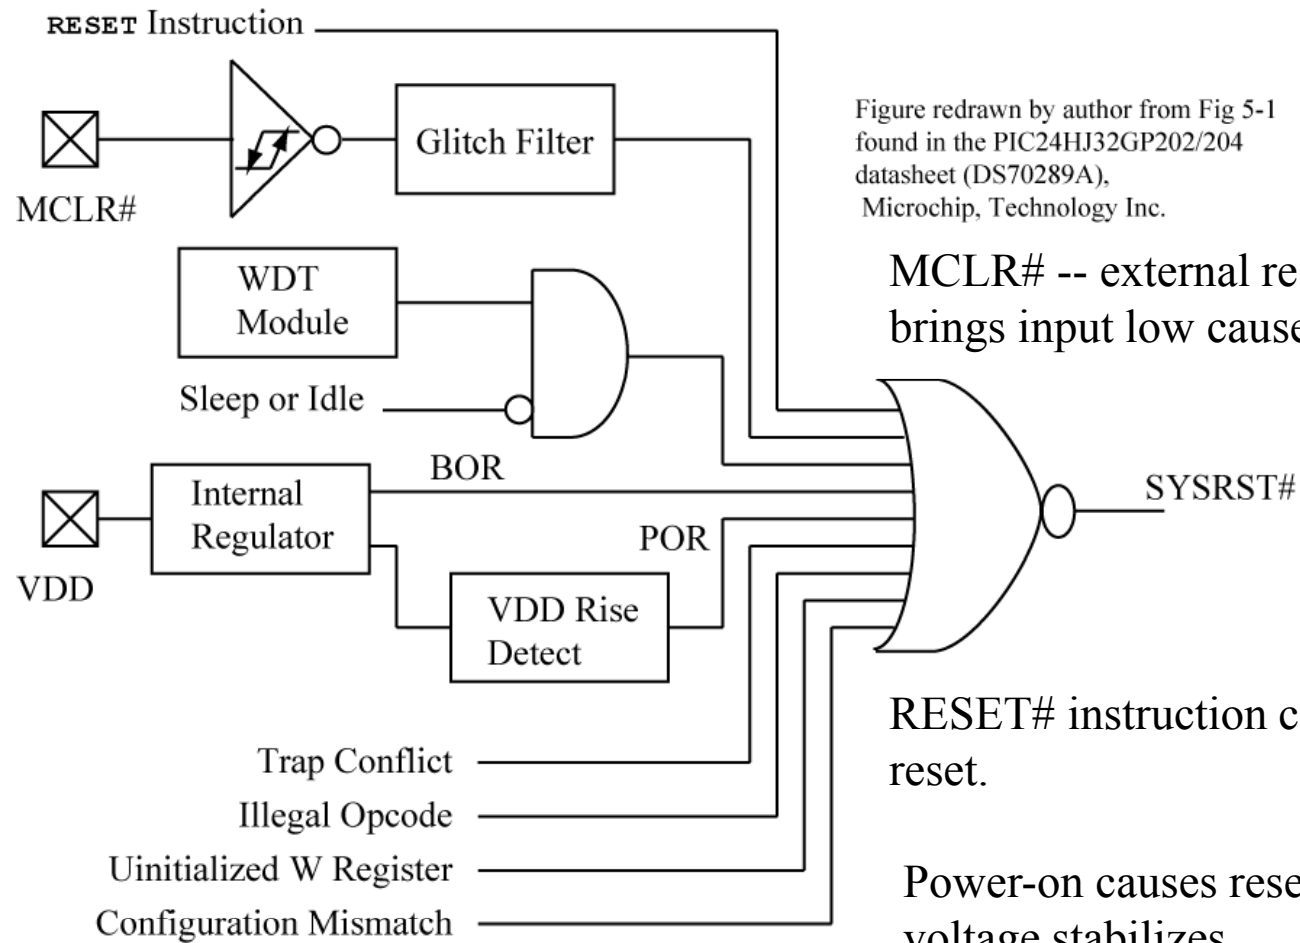 RESET Instruction
MCLR#
Glitch Filter
Figure redrawn by author from Fig 5-1
found in the PIC24HJ32GP202/204
datasheet (DS70289A),
Microchip, Technology Inc.
WDT
Module
MCLR# -- external re
brings input low cause
Sleep or Idle
BOR
Internal
Regulator
VDD
POR
VDD Rise
Detect
SYSRST#
RESET# instruction c
reset.
Trap Conflict
Illegal Opcode
Uinitialized W Register
Configuration Mismatch
Power-on causes rese
voltage stabilizes